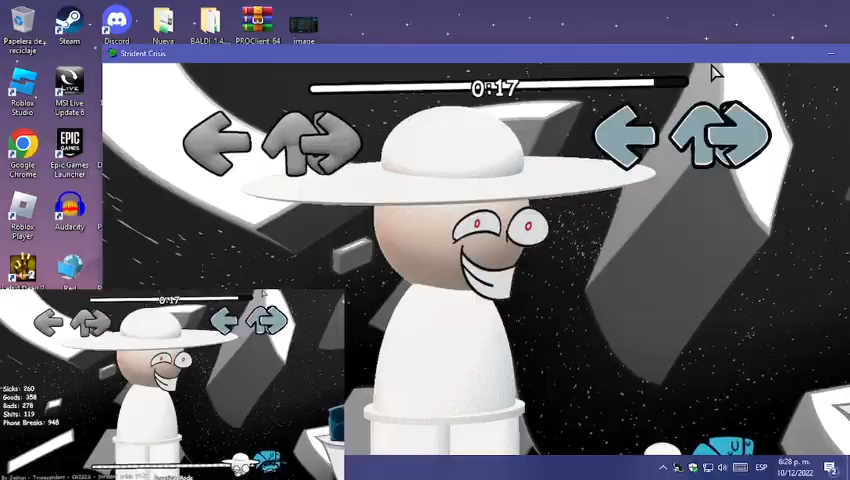 Papelera de
reciclaje
Steam
Discord
Nueva
BALDI 1.4....
PROClient 64
image
Strident Crisis
Roblox
Studio
MSI Live
Update 6
0:17
Google
Chrome
Epic Games
Launcher
Roblox
Player
Audacity
0:17
Sicks: 260
Goods: 358
Bads: 278
Shits: 119
Phone Breaks: 948
ESP
6:28 p. m.
10/12/2022
2